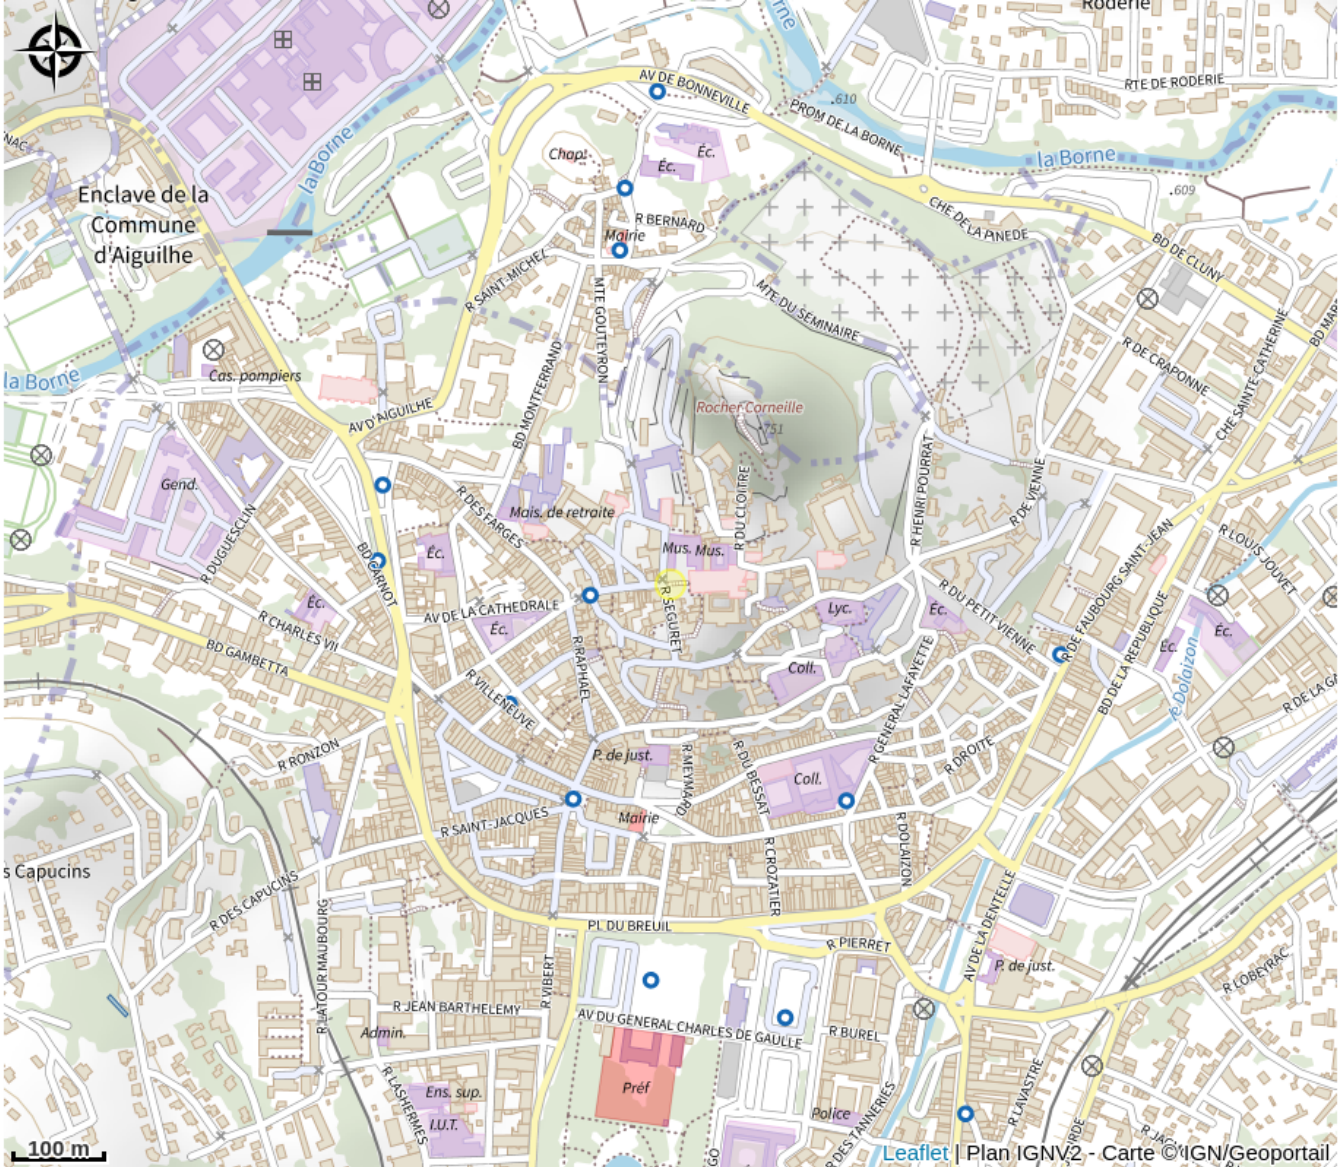 Roderie
AV DE BONNEVILLE
RTE DE RODERIE
.610
PROM DE LA BORNE
la Borne
la Borne
Chap.
Éc.
Éc.
Enclave de la
Commune
d'Aiguilhe
.609
R BERNARD
CHE DE LA PINEDE
Mairie
BD DE CLUNY
R SAINT-MICHEL
MTE DU SEMINAIRE
MTE GOUTEYRON
BD MONTFERRAND
R DE CRAPONNE
CHE SAINTE-CATHERINE
la Borne
Cas. pompiers
AV D'AIGUILHE
Rocher Corneille
751
Gend.
R DUGUESCLIN
R DES FARGES
Mais. de retraite
R DU CLOITRE
R HENRI POURRAT
R DE VIENNE
BD CARNOT
Éc.
Mus.
Mus.
R DE FAUBOURG SAINT-JEAN
R LOUIS JOUVET
R DU PETIT VIENNE
Éc.
R CHARLES VII
AV DE LA CATHEDRALE
Éc.
R SEGURET
Lyc.
Éc.
BD DE LA REPUBLIQUE
Éc.
Éc.
BD GAMBETTA
R RAPHAEL
Coll.
R GENERAL LAFAYETTE
le Dolaizon
R VILLENEUVE
R DE LA GA
R RONZON
P. de just.
R MEYMARD
R DU BESSAT
Coll.
R DROITE
R SAINT-JACQUES
Mairie
R CROZATIER
R DOLAIZON
s Capucins
R DES CAPUCINS
R LATOUR MAUBOURG
PL DU BREUIL
R PIERRET
AV DE LA DENTELLE
P. de just.
R LOBEYRAC
R VIBERT
R JEAN BARTHELEMY
AV DU GENERAL CHARLES DE GAULLE
R BUREL
Admin.
R LASHERMES
Ens. sup.
I.U.T.
Préf
Police
R DES TANNERIES
R LAVASTRE
100 m
Leaflet | Plan IGNV2 - Carte © IGN/Geoportail